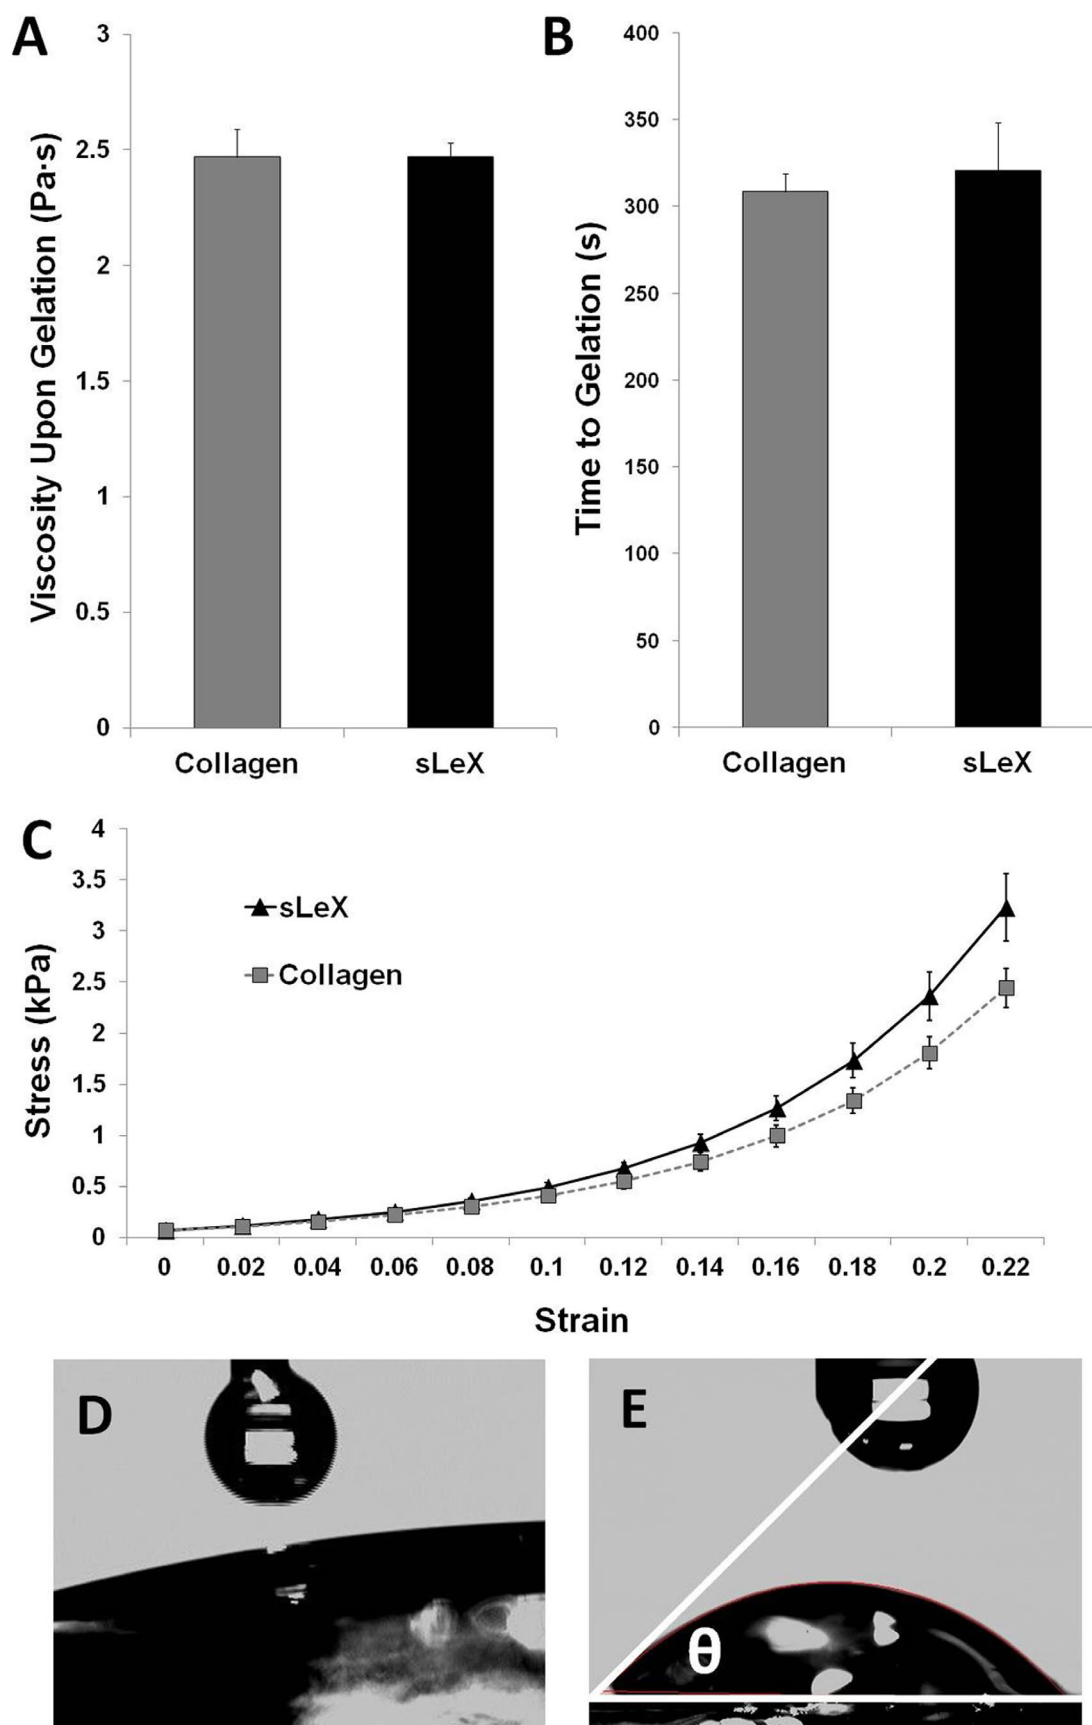 A
3
2.5
2
1.5
1
0.5
0
Viscosity Upon Gelation (Pa·s)
Collagen sLeX
B
400
350
300
250
200
150
100
50
0
Time to Gelation (s)
Collagen sLeX
C
4
3.5
3
2.5
2
1.5
1
0.5
0
Stress (kPa)
sLeX
Collagen
0 0.02 0.04 0.06 0.08 0.1 0.12 0.14 0.16 0.18 0.2 0.22
Strain
D
E
θ